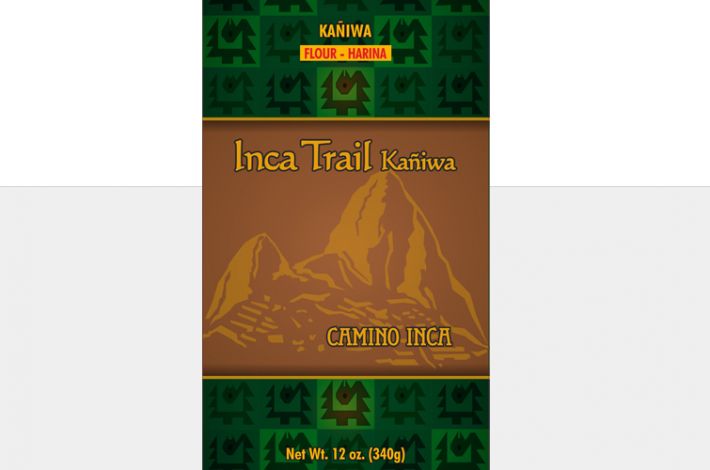 KAÑIWA
FLOUR - HARINA
Inca Trail Kañiwa
CAMINO INCA
Net Wt. 12 oz. (340g)